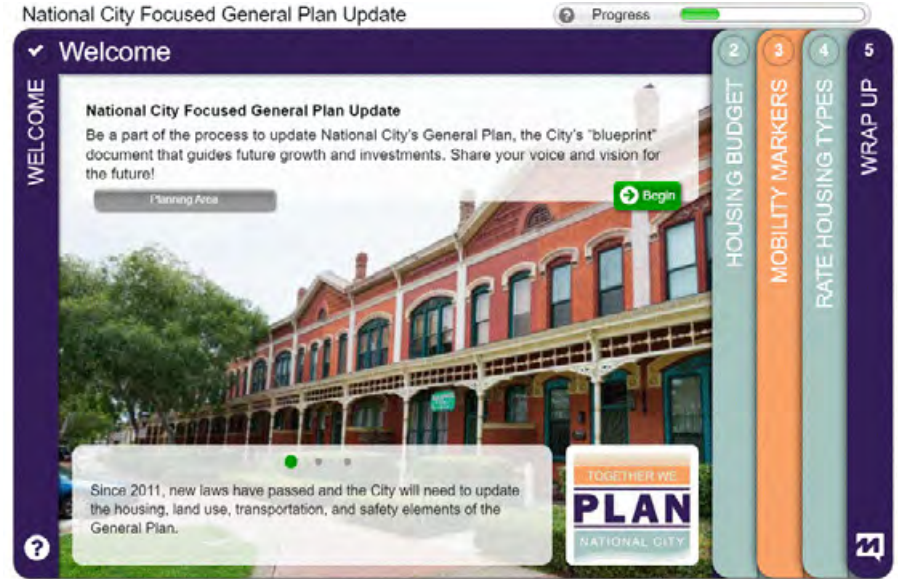 National City Focused General Plan Update
Progress
Welcome
WELCOME
National City Focused General Plan Update
Be a part of the process to update National City's General Plan, the City's "blueprint"
document that guides future growth and investments. Share your voice and vision for
the future!
Planning Area
Begin
Since 2011, new laws have passed and the City will need to update
the housing, land use, transportation, and safety elements of the
General Plan.
TOGETHER WE
PLAN
NATIONAL CITY
2
HOUSING BUDGET
3
MOBILITY MARKERS
4
RATE HOUSING TYPES
5
WRAP UP